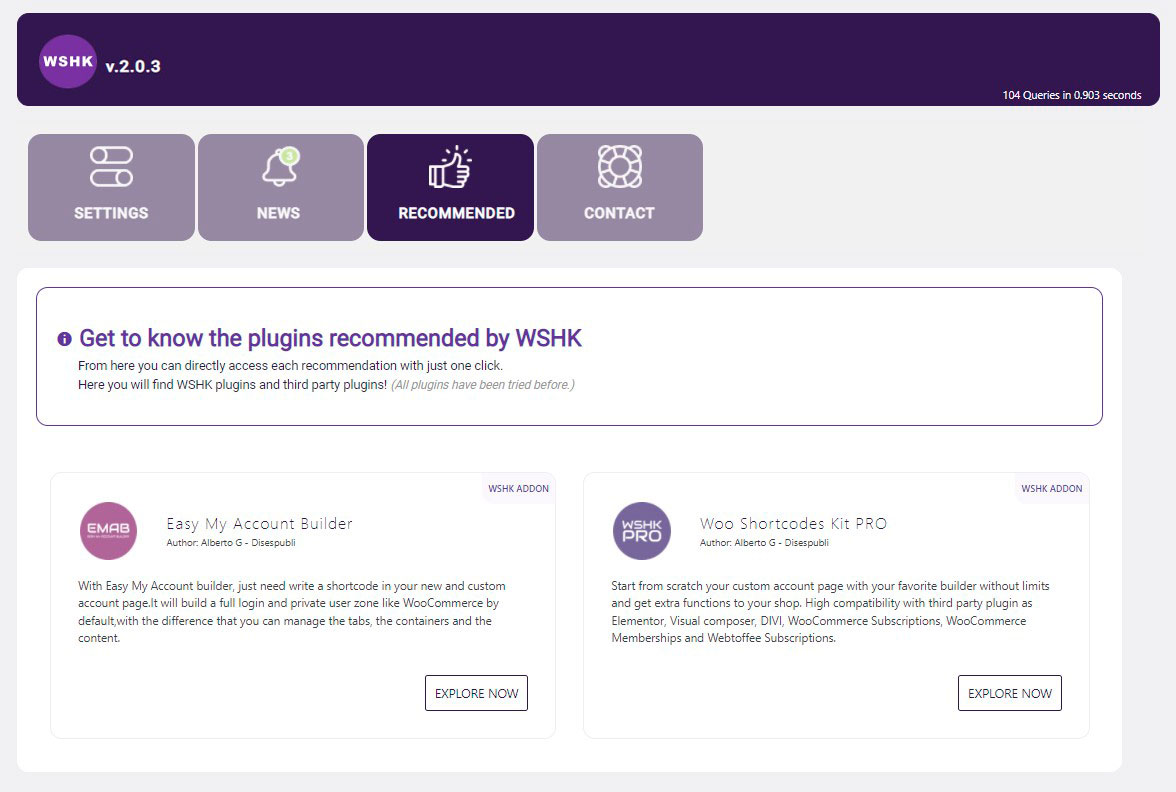 WSHK v.2.0.3
104 Queries in 0.903 seconds
SETTINGS
3
NEWS
RECOMMENDED
CONTACT
Get to know the plugins recommended by WSHK
From here you can directly access each recommendation with just one click.
Here you will find WSHK plugins and third party plugins! (All plugins have been tried before.)
WSHK ADDON
EMAB
EASY MY ACCOUNT BUILDER
Easy My Account Builder
Author: Alberto G - Disespubli
With Easy My Account builder, just need write a shortcode in your new and custom
account page.It will build a full login and private user zone like WooCommerce by
default,with the difference that you can manage the tabs, the containers and the
content.
EXPLORE NOW
WSHK ADDON
WSHK
PRO
Woo Shortcodes Kit PRO
Author: Alberto G - Disespubli
Start from scratch your custom account page with your favorite builder without limits
and get extra functions to your shop. High compatibility with third party plugin as
Elementor, Visual composer, DIVI, WooCommerce Subscriptions, WooCommerce
Memberships and Webtoffee Subscriptions.
EXPLORE NOW